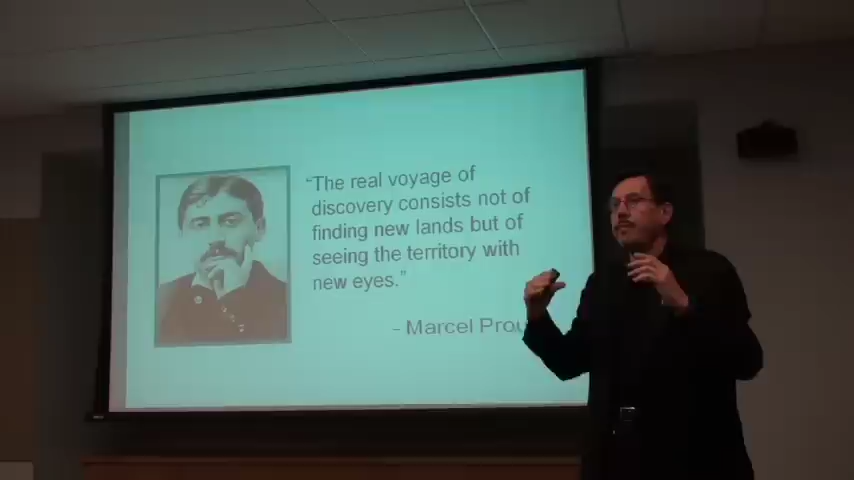 “The real voyage of
discovery consists not of
finding new lands but of
seeing the territory with
new eyes.”
- Marcel Prou